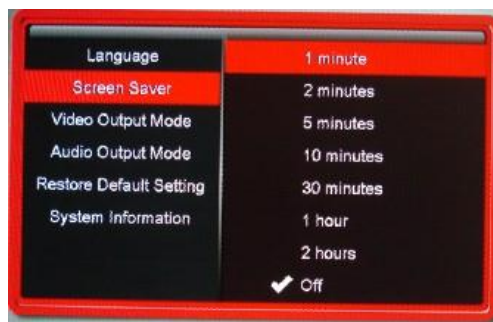 Language
Screen Saver
Video Output Mode
Audio Output Mode
Restore Default Setting
System Information
1 minute
2 minutes
5 minutes
10 minutes
30 minutes
1 hour
2 hours
Off